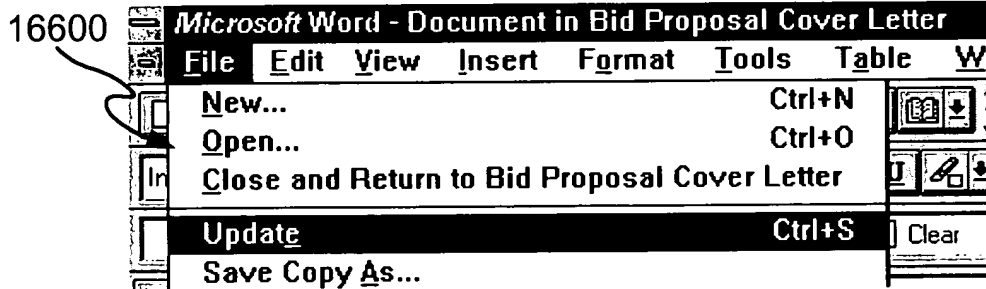 16600
Microsoft Word - Document in Bid Proposal Cover Letter
File Edit View Insert Format Tools Table W
New... Ctrl+N
Open... Ctrl+O
In Close and Return to Bid Proposal Cover Letter U
Update Ctrl+S Clear
Save Copy As...